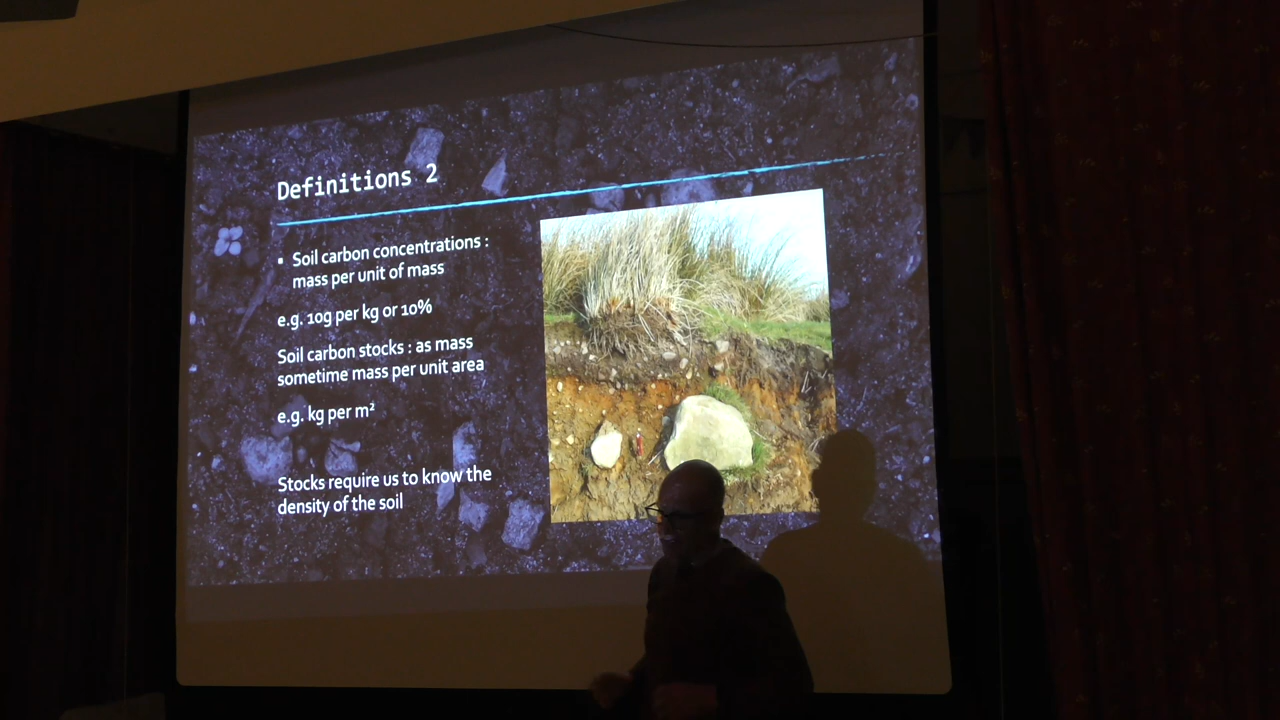 Definitions 2
▪ Soil carbon concentrations :
mass per unit of mass
e.g. 10g per kg or 10%
Soil carbon stocks : as mass
sometime mass per unit area
e.g. kg per m²
Stocks require us to know the
density of the soil